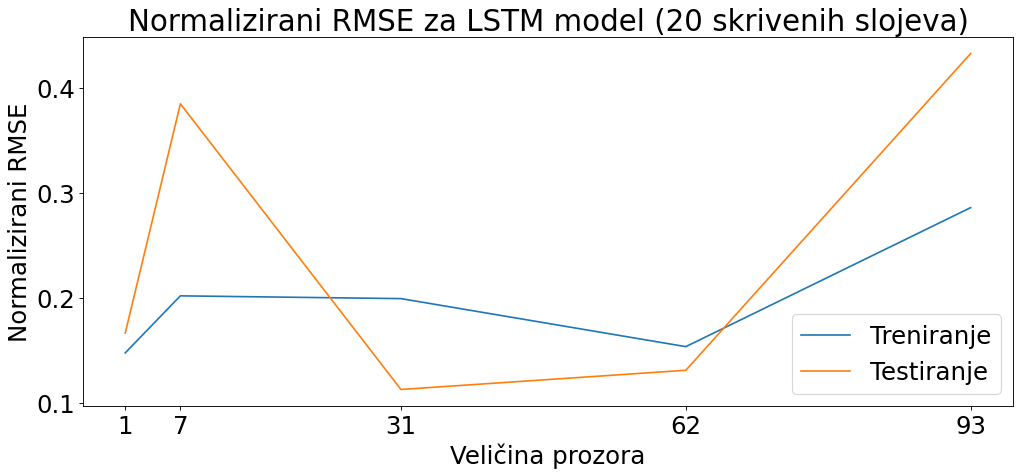 Normalizirani RMSE za LSTM model (20 skrivenih slojeva)
Normalizirani RMSE
0.4
0.3
0.2
0.1
Treniranje
Testiranje
1 7 31 62 93
Veličina prozora